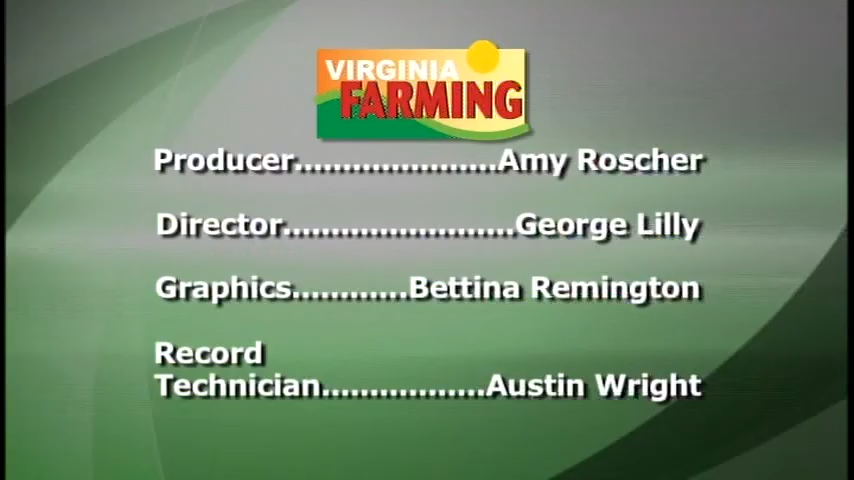 VIRGINIA
FARMING
Producer.....................Amy Roscher
Director.......................George Lilly
Graphics............Bettina Remington
Record
Technician.................Austin Wright